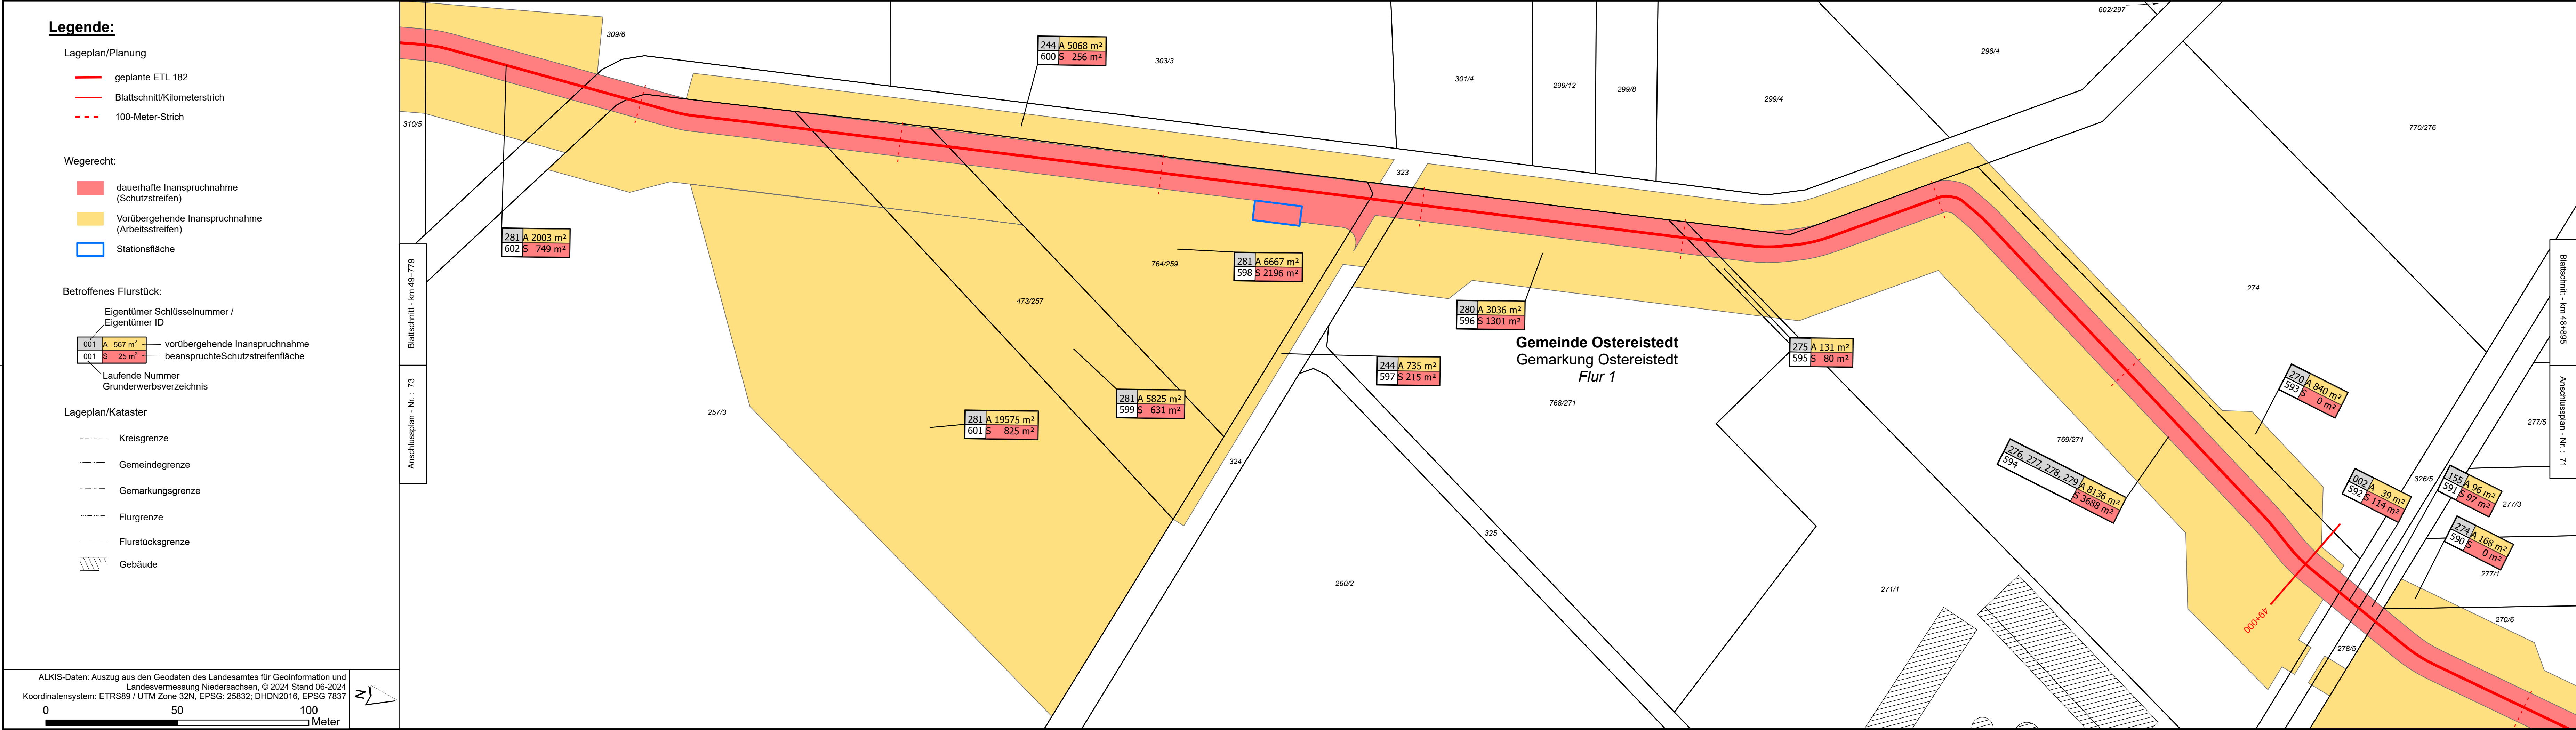 Legende:
Lageplan/Planung
geplante ETL 182
Blattschnitt/Kilometerstrich
100-Meter-Strich
Wegerecht:
dauerhafte Inanspruchnahme
(Schutzstreifen)
Vorübergehende Inanspruchnahme
(Arbeitsstreifen)
Stationsfläche
Betroffenes Flurstück:
Eigentümer Schlüsselnummer /
Eigentümer ID
001 A 567 m² vorübergehende Inanspruchnahme
001 S 25 m² beanspruchteSchutzstreifenfläche
Laufende Nummer
Grunderwerbsverzeichnis
Lageplan/Kataster
Kreisgrenze
Gemeindegrenze
Gemarkungsgrenze
Flurgrenze
Flurstücksgrenze
Gebäude
ALKIS-Daten: Auszug aus den Geodaten des Landesamtes für Geoinformation und
Landesvermessung Niedersachsen, © 2024 Stand 06-2024
Koordinatensystem: ETRS89 / UTM Zone 32N, EPSG: 25832; DHDN2016, EPSG 7837
0 50 100
Meter
N
Blattschnitt - km 49+779
Anschlussplan - Nr. : 73
310/5
309/6
281 A 2003 m²
602 S 749 m²
257/3
244 A 5068 m²
600 S 256 m²
303/3
473/257
764/259
281 A 6667 m²
598 S 2196 m²
281 A 5825 m²
599 S 631 m²
281 A 19575 m²
601 S 825 m²
301/4
299/12
299/8
299/4
298/4
602/297
323
324
280 A 3036 m²
596 S 1301 m²
244 A 735 m²
597 S 215 m²
Gemeinde Ostereistedt
Gemarkung Ostereistedt
Flur 1
768/271
275 A 131 m²
595 S 80 m²
325
260/2
271/1
769/271
276, 277, 278, 279 A 8136 m²
594 S 3688 m²
770/276
274
270 A 840 m²
593 S 0 m²
002 A 39 m²
592 S 114 m²
326/5
155 A 96 m²
591 S 97 m²
274 A 168 m²
590 S 0 m²
277/5
277/3
277/1
270/6
278/5
49+000
Blattschnitt - km 48+895
Anschlussplan - Nr. : 71